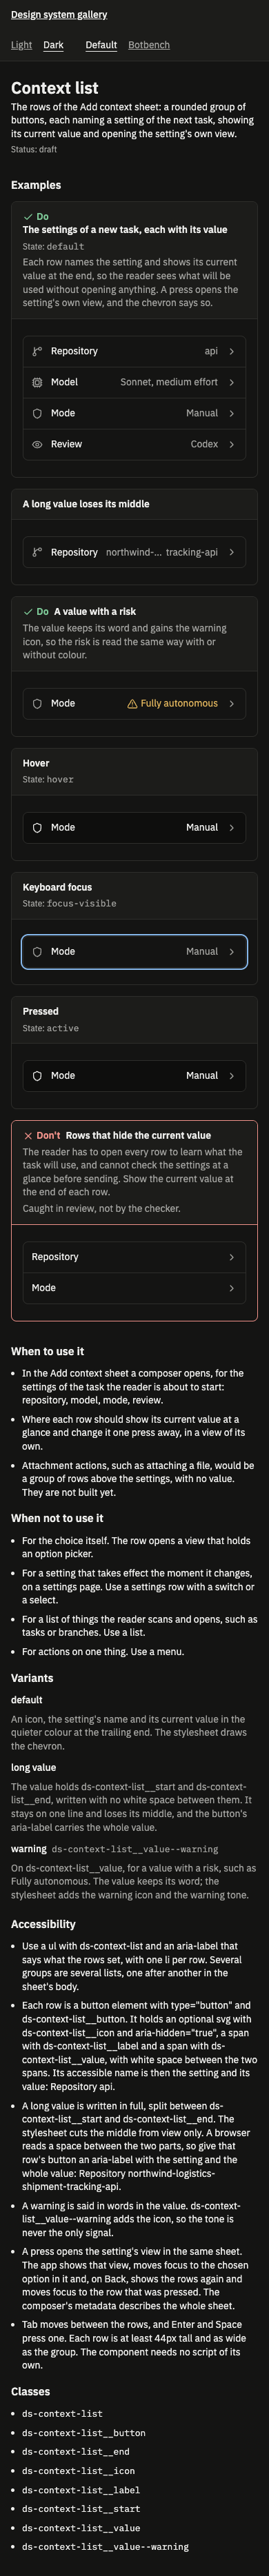 Design system gallery
Light Dark Default Botbench
Context list
The rows of the Add context sheet: a rounded group of
buttons, each naming a setting of the next task, showing
its current value and opening the setting's own view.
Status: draft
Examples
Do
The settings of a new task, each with its value
State: default
Each row names the setting and shows its current
value at the end, so the reader sees what will be
used without opening anything. A press opens the
setting's own view, and the chevron says so.
Repository api
Model Sonnet, medium effort
Mode Manual
Review Codex
A long value loses its middle
Repository northwind-... tracking-api
Do A value with a risk
The value keeps its word and gains the warning
icon, so the risk is read the same way with or
without colour.
Mode Fully autonomous
Hover
State: hover
Mode Manual
Keyboard focus
State: focus-visible
Mode Manual
Pressed
State: active
Mode Manual
Don't Rows that hide the current value
The reader has to open every row to learn what the
task will use, and cannot check the settings at a
glance before sending. Show the current value at
the end of each row.
Caught in review, not by the checker.
Repository
Mode
When to use it
• In the Add context sheet a composer opens, for the
settings of the task the reader is about to start:
repository, model, mode, review.
• Where each row should show its current value at a
glance and change it one press away, in a view of its
own.
• Attachment actions, such as attaching a file, would be
a group of rows above the settings, with no value.
They are not built yet.
When not to use it
• For the choice itself. The row opens a view that holds
an option picker.
• For a setting that takes effect the moment it changes,
on a settings page. Use a settings row with a switch or
a select.
• For a list of things the reader scans and opens, such as
tasks or branches. Use a list.
• For actions on one thing. Use a menu.
Variants
default
An icon, the setting's name and its current value in the
quieter colour at the trailing end. The stylesheet draws
the chevron.
long value
The value holds ds-context-list__start and ds-context-
list__end, written with no white space between them. It
stays on one line and loses its middle, and the button's
aria-label carries the whole value.
warning ds-context-list__value--warning
On ds-context-list__value, for a value with a risk, such as
Fully autonomous. The value keeps its word; the
stylesheet adds the warning icon and the warning tone.
Accessibility
• Use a ul with ds-context-list and an aria-label that
says what the rows set, with one li per row. Several
groups are several lists, one after another in the
sheet's body.
• Each row is a button element with type="button" and
ds-context-list__button. It holds an optional svg with
ds-context-list__icon and aria-hidden="true", a span
with ds-context-list__label and a span with ds-
context-list__value, with white space between the two
spans. Its accessible name is then the setting and its
value: Repository api.
• A long value is written in full, split between ds-
context-list__start and ds-context-list__end. The
stylesheet cuts the middle from view only. A browser
reads a space between the two parts, so give that
row's button an aria-label with the setting and the
whole value: Repository northwind-logistics-
shipment-tracking-api.
• A warning is said in words in the value. ds-context-
list__value--warning adds the icon, so the tone is
never the only signal.
• A press opens the setting's view in the same sheet.
The app shows that view, moves focus to the chosen
option in it and, on Back, shows the rows again and
moves focus to the row that was pressed. The
composer's metadata describes the whole sheet.
• Tab moves between the rows, and Enter and Space
press one. Each row is at least 44px tall and as wide
as the group. The component needs no script of its
own.
Classes
• ds-context-list
• ds-context-list__button
• ds-context-list__end
• ds-context-list__icon
• ds-context-list__label
• ds-context-list__start
• ds-context-list__value
• ds-context-list__value--warning